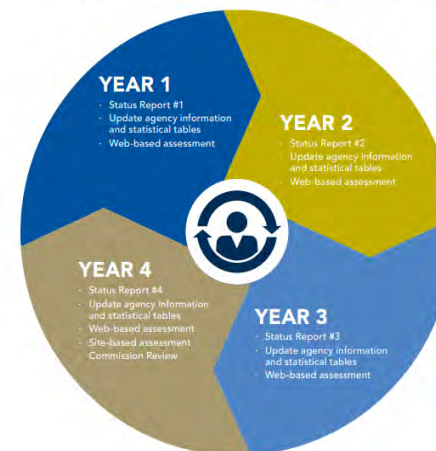 YEAR 1
· Status Report #1
· Update agency information
and statistical tables
· Web-based assessment
YEAR 2
· Status Report #2
· Update agency information
and statistical tables
· Web-based assessment
YEAR 3
· Status Report #3
· Update agency information
and statistical tables
· Web-based assessment
YEAR 4
· Status Report #4
· Update agency information
and statistical tables
· Web-based assessment
· Site-based assessment
· Commission Review